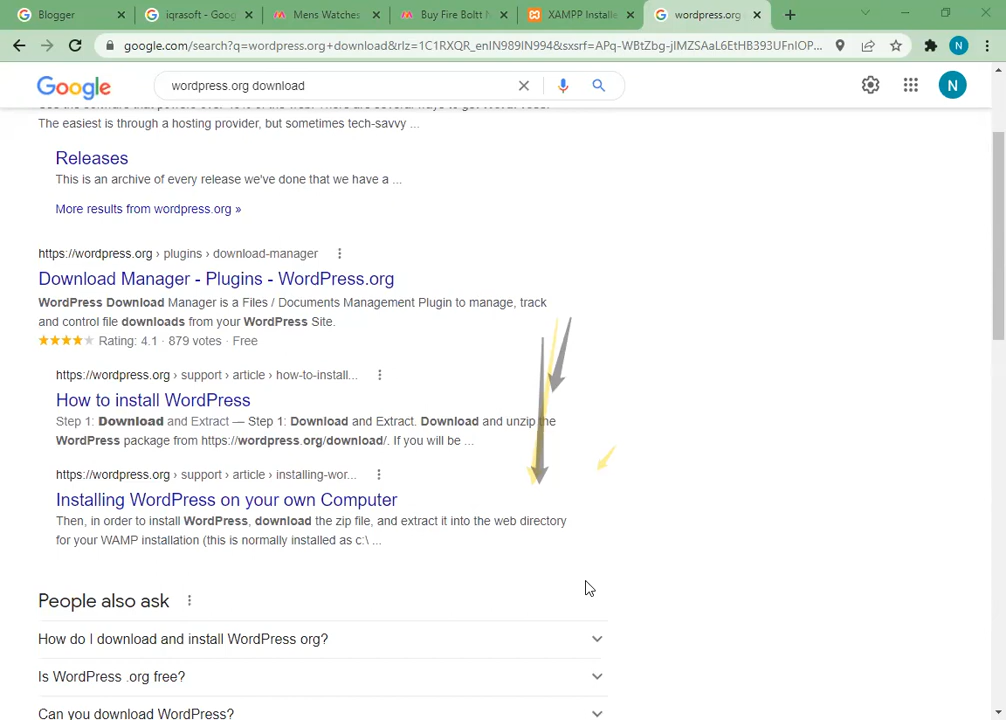 Blogger
iqrasoft - Goog
Mens Watches
Buy Fire Boltt N
XAMPP Installe
wordpress.org
google.com/search?q=wordpress.org+download&rlz=1C1RXQR_enIN989IN994&sxsrf=APq-WBtZbg-jIMZSAaL6EtHB393UFnlOP...
N
Google
wordpress.org download
N
The easiest is through a hosting provider, but sometimes tech-savvy ...
Releases
This is an archive of every release we've done that we have a ...
More results from wordpress.org »
https://wordpress.org › plugins › download-manager
Download Manager - Plugins - WordPress.org
WordPress Download Manager is a Files / Documents Management Plugin to manage, track
and control file downloads from your WordPress Site.
Rating: 4.1 · 879 votes · Free
https://wordpress.org › support › article › how-to-install...
How to install WordPress
Step 1: Download and Extract — Step 1: Download and Extract. Download and unzip the
WordPress package from https://wordpress.org/download/. If you will be ...
https://wordpress.org › support › article › installing-wor...
Installing WordPress on your own Computer
Then, in order to install WordPress, download the zip file, and extract it into the web directory
for your WAMP installation (this is normally installed as c:\ ...
People also ask
How do I download and install WordPress org?
Is WordPress .org free?
Can you download WordPress?